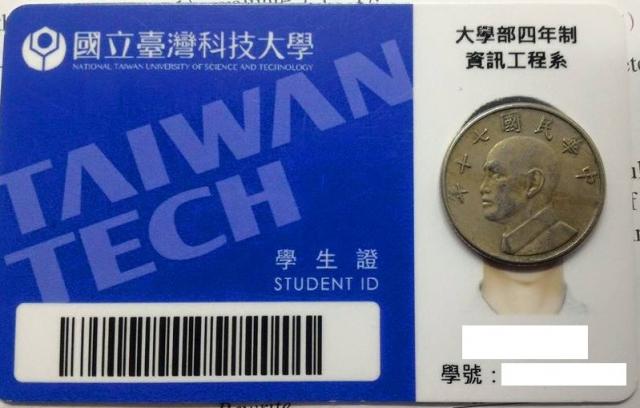 國立臺灣科技大學
NATIONAL TAIWAN UNIVERSITY OF SCIENCE AND TECHNOLOGY
TAIWAN
TECH
學生證
STUDENT ID
大學部四年制
資訊工程系
年十七國民華中
學號：